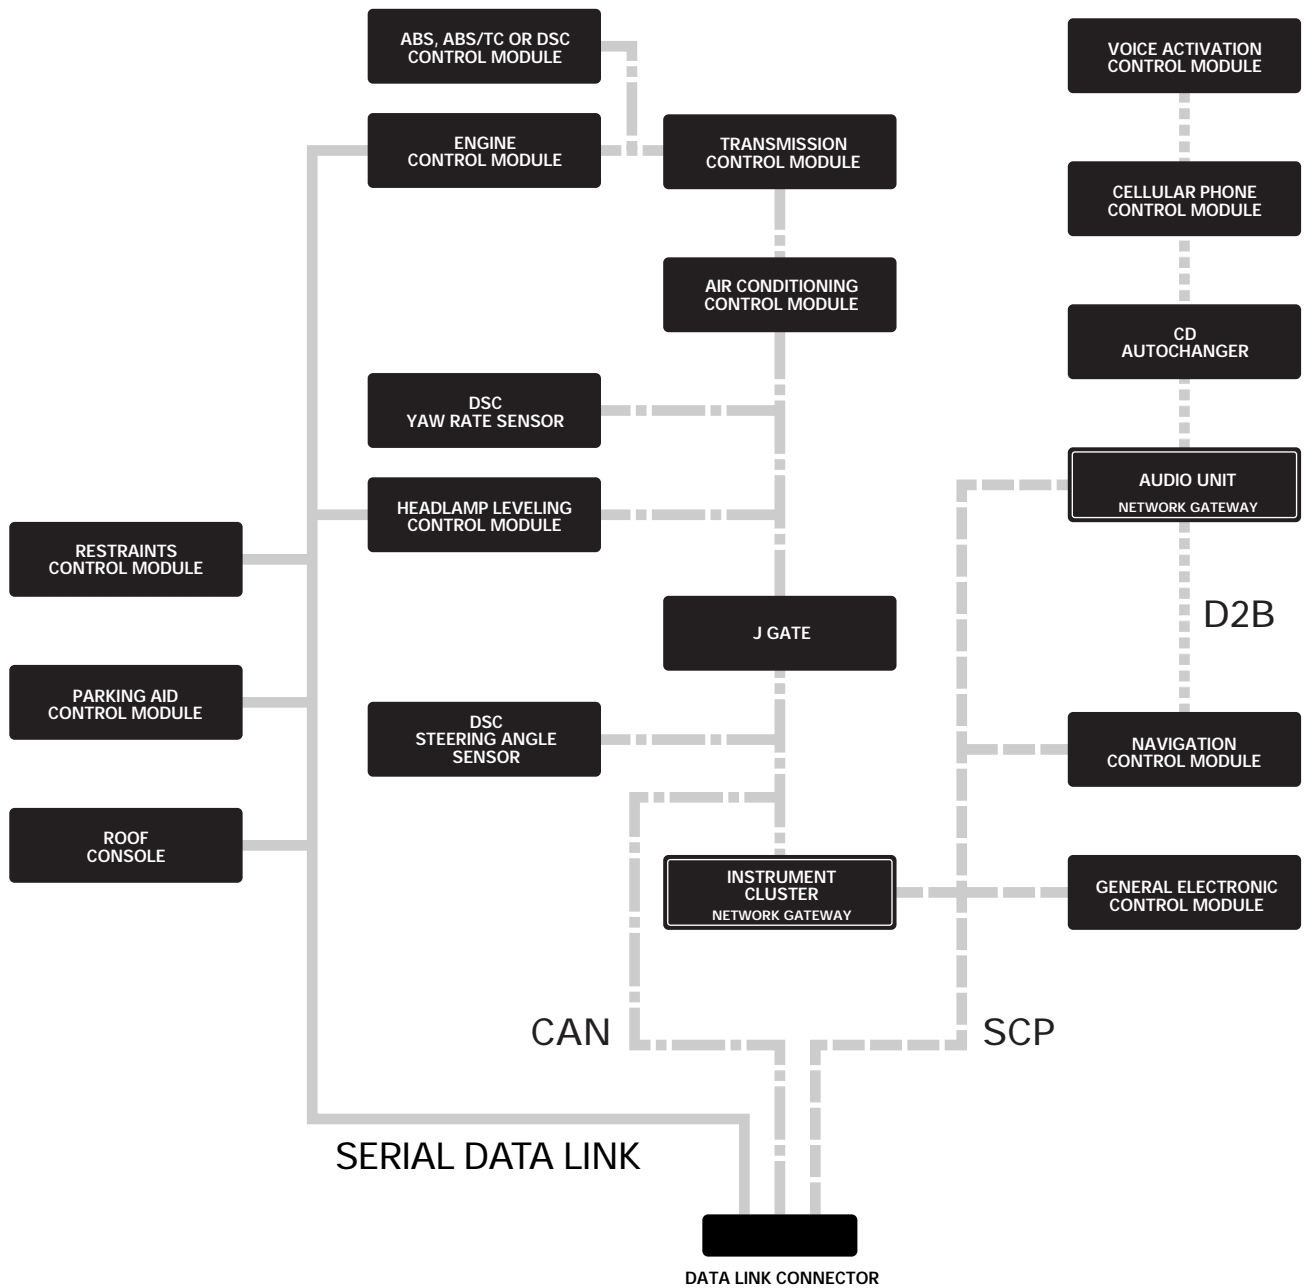 ABS, ABS/TC OR DSC
CONTROL MODULE
VOICE ACTIVATION
CONTROL MODULE
ENGINE
CONTROL MODULE
TRANSMISSION
CONTROL MODULE
CELLULAR PHONE
CONTROL MODULE
AIR CONDITIONING
CONTROL MODULE
CD
AUTOCHANGER
DSC
YAW RATE SENSOR
AUDIO UNIT
NETWORK GATEWAY
HEADLAMP LEVELING
CONTROL MODULE
RESTRAINTS
CONTROL MODULE
J GATE
D2B
PARKING AID
CONTROL MODULE
DSC
STEERING ANGLE
SENSOR
NAVIGATION
CONTROL MODULE
ROOF
CONSOLE
INSTRUMENT
CLUSTER
NETWORK GATEWAY
GENERAL ELECTRONIC
CONTROL MODULE
CAN
SCP
SERIAL DATA LINK
DATA LINK CONNECTOR